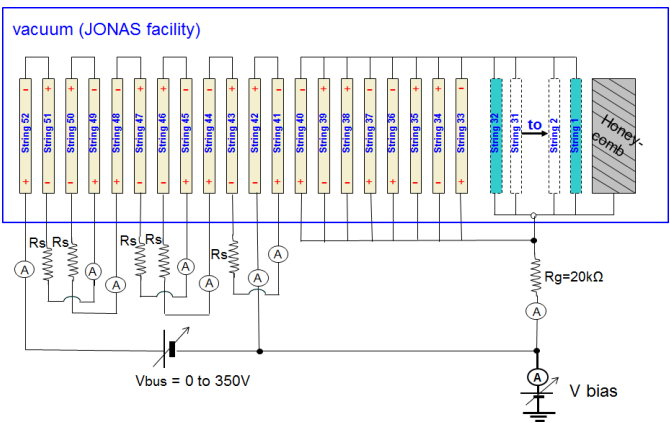 vacuum (JONAS facility)
String 52
String 51
String 50
String 49
String 48
String 47
String 46
String 45
String 44
String 43
String 42
String 41
String 40
String 39
String 38
String 37
String 36
String 35
String 34
String 33
String 32
String 31
to
String 2
String 1
Honey-
comb
Rs Rs Rs Rs Rs
A A A A A A A
Rg=20kΩ
A
Vbus = 0 to 350V
A
V bias